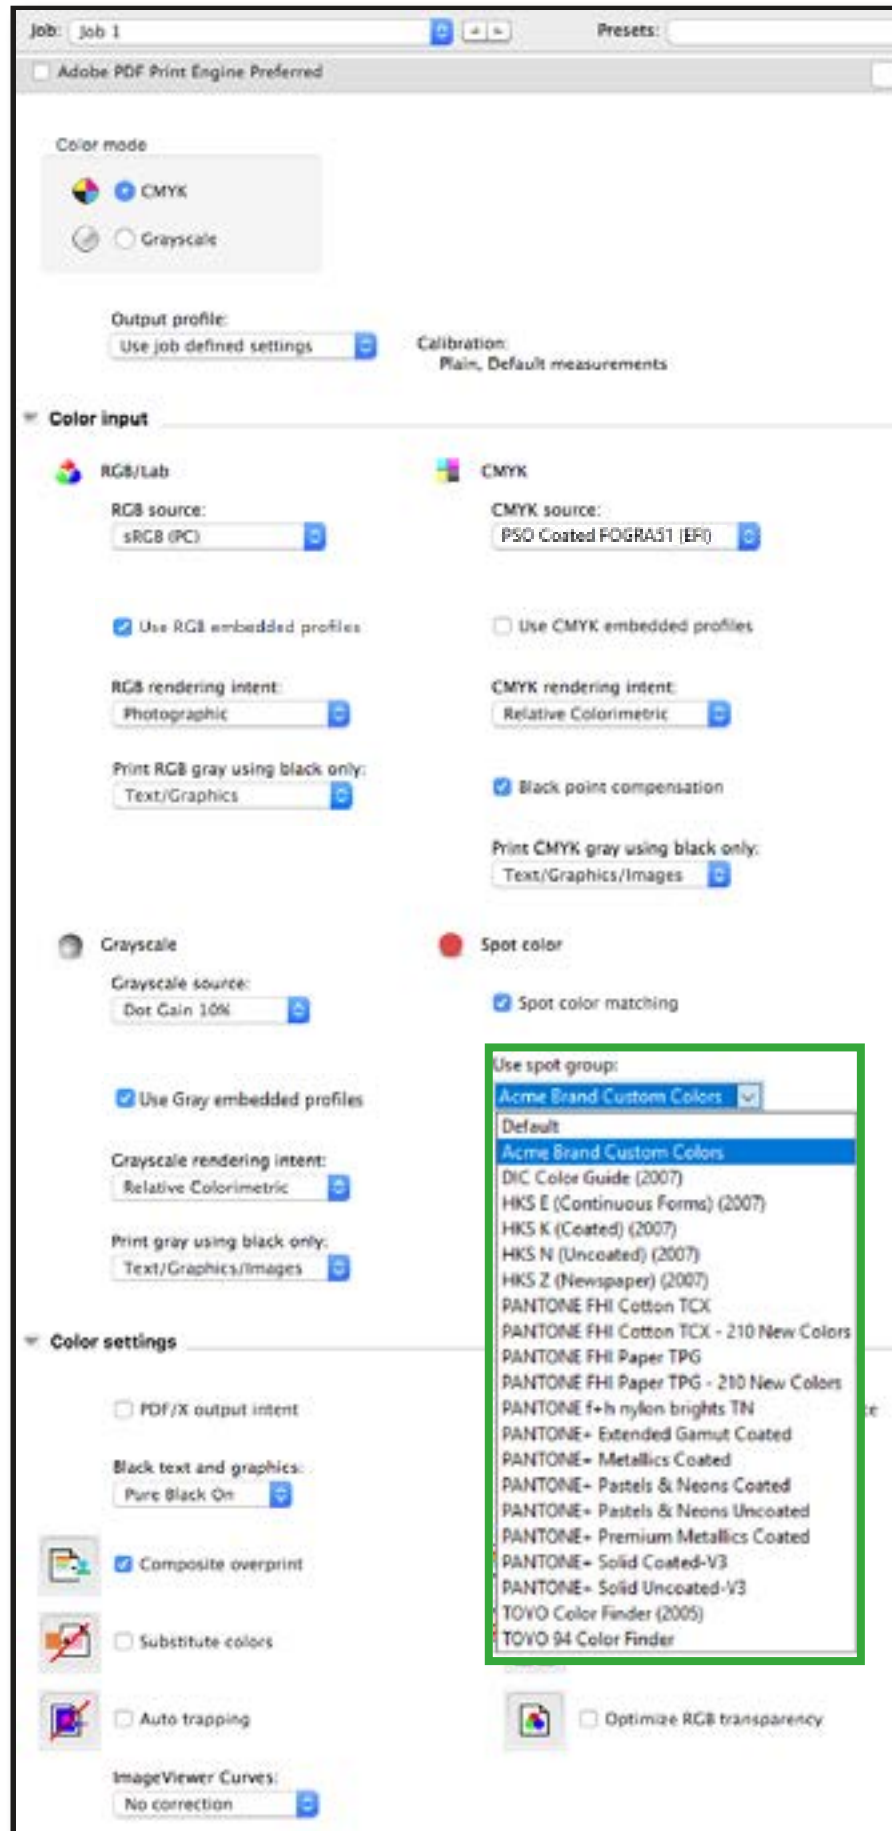 Job: Job 1 Presets:
Adobe PDF Print Engine Preferred
Color mode
CMYK
Grayscale
Output profile:
Use job defined settings
Calibration:
Plain, Default measurements
Color input
RGB/Lab
RGB source:
sRGB (PC)
Use RGB embedded profiles
RGB rendering intent:
Photographic
Print RGB gray using black only:
Text/Graphics
CMYK
CMYK source:
PSO Coated FOGRA51 (EFI)
Use CMYK embedded profiles
CMYK rendering intent:
Relative Colorimetric
Black point compensation
Print CMYK gray using black only:
Text/Graphics/Images
Grayscale
Grayscale source:
Dot Gain 10%
Use Gray embedded profiles
Grayscale rendering intent:
Relative Colorimetric
Print gray using black only:
Text/Graphics/Images
Spot color
Spot color matching
Use spot group:
Acme Brand Custom Colors
Default
Acme Brand Custom Colors
DIC Color Guide (2007)
HKS E (Continuous Forms) (2007)
HKS K (Coated) (2007)
HKS N (Uncoated) (2007)
HKS Z (Newspaper) (2007)
PANTONE FHI Cotton TCX
PANTONE FHI Cotton TCX - 210 New Colors
PANTONE FHI Paper TPG
PANTONE FHI Paper TPG - 210 New Colors
PANTONE f+h nylon brights TN
PANTONE+ Extended Gamut Coated
PANTONE+ Metallics Coated
PANTONE+ Pastels & Neons Coated
PANTONE+ Pastels & Neons Uncoated
PANTONE+ Premium Metallics Coated
PANTONE+ Solid Coated-V3
PANTONE+ Solid Uncoated-V3
TOYO Color Finder (2005)
TOYO 94 Color Finder
Color settings
PDF/X output intent
Black text and graphics:
Pure Black On
Composite overprint
Substitute colors
Auto trapping
Optimize RGB transparency
ImageViewer Curves:
No correction